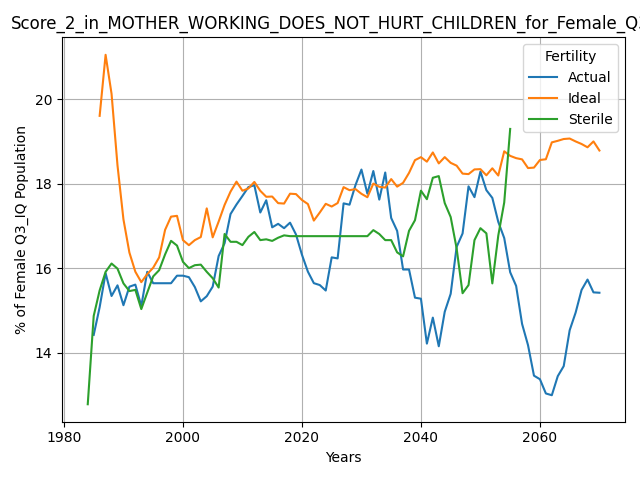 Score_2_in_MOTHER_WORKING_DOES_NOT_HURT_CHILDREN_for_Female_Q3
% of Female Q3_IQ Population
20
18
16
14
Fertility
Actual
Ideal
Sterile
1980
2000
2020
2040
2060
Years